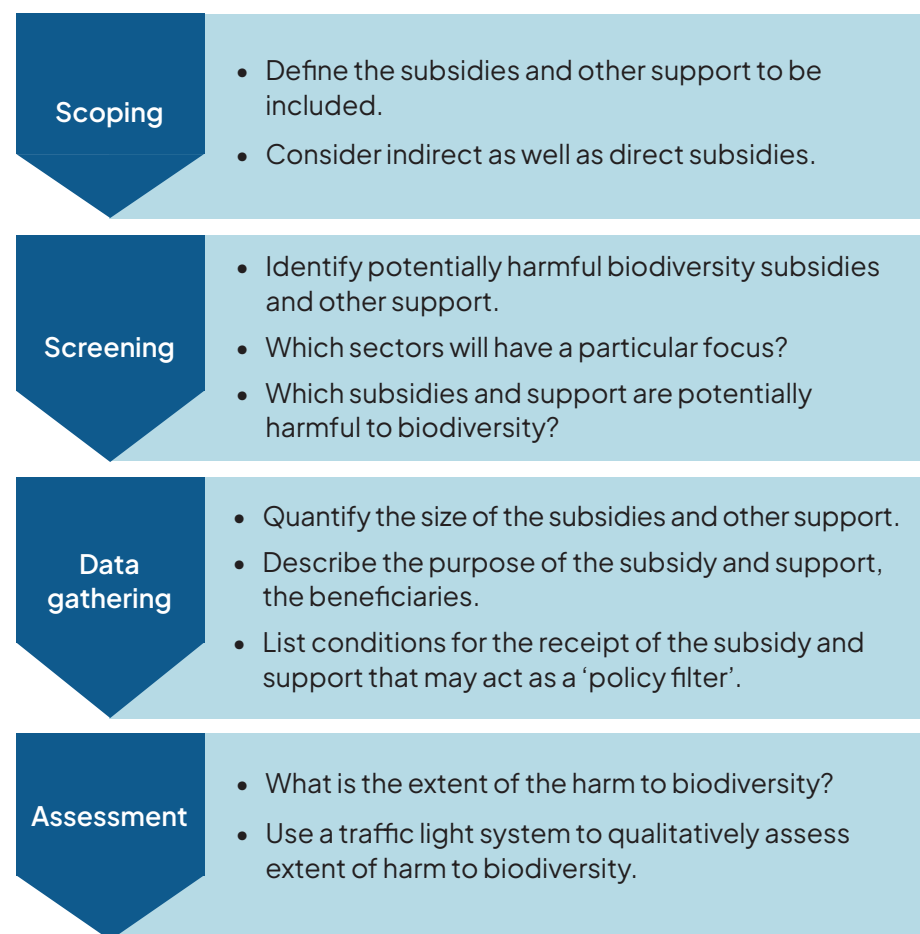 Scoping
• Define the subsidies and other support to be
included.
• Consider indirect as well as direct subsidies.
Screening
• Identify potentially harmful biodiversity subsidies
and other support.
• Which sectors will have a particular focus?
• Which subsidies and support are potentially
harmful to biodiversity?
Data
gathering
• Quantify the size of the subsidies and other support.
• Describe the purpose of the subsidy and support,
the beneficiaries.
• List conditions for the receipt of the subsidy and
support that may act as a ‘policy filter’.
Assessment
• What is the extent of the harm to biodiversity?
• Use a traffic light system to qualitatively assess
extent of harm to biodiversity.